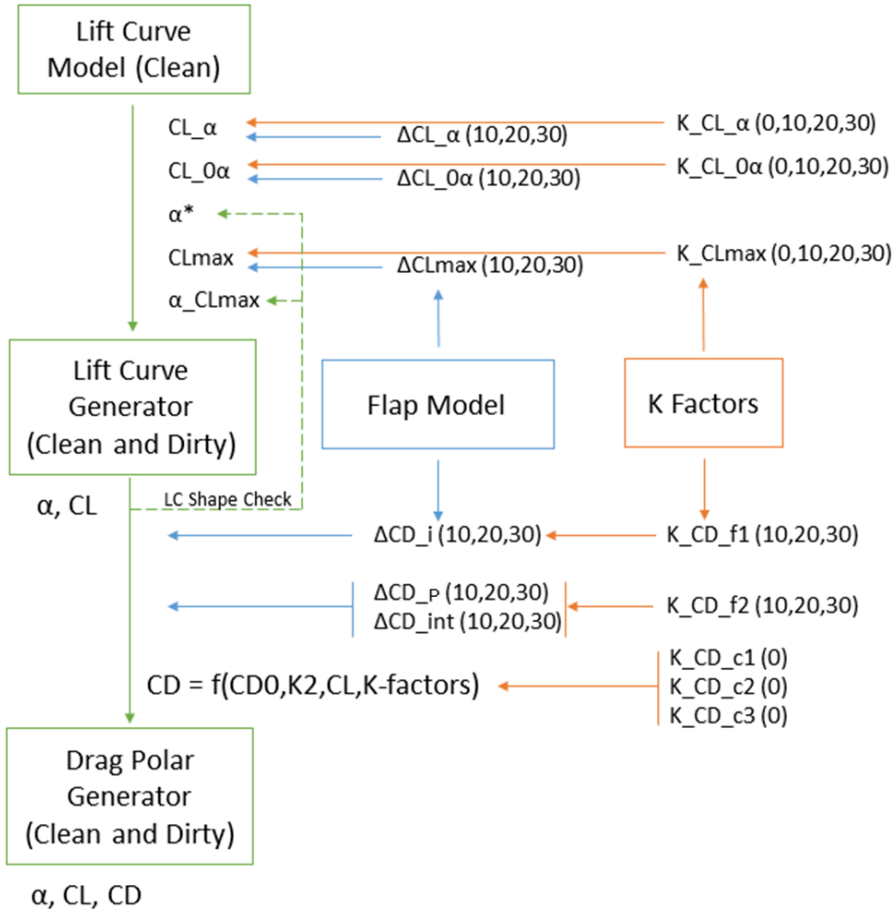 Lift Curve
Model (Clean)
CL_α
ΔCL_α (10,20,30)
K_CL_α (0,10,20,30)
CL_0α
ΔCL_0α (10,20,30)
K_CL_0α (0,10,20,30)
α*
CLmax
ΔCLmax (10,20,30)
K_CLmax (0,10,20,30)
α_CLmax
Lift Curve
Generator
(Clean and Dirty)
Flap Model
K Factors
α, CL
LC Shape Check
ΔCD_i (10,20,30)
K_CD_f1 (10,20,30)
ΔCD_P (10,20,30)
ΔCD_int (10,20,30)
K_CD_f2 (10,20,30)
CD = f(CD0,K2,CL,K-factors)
K_CD_c1 (0)
K_CD_c2 (0)
K_CD_c3 (0)
Drag Polar
Generator
(Clean and Dirty)
α, CL, CD